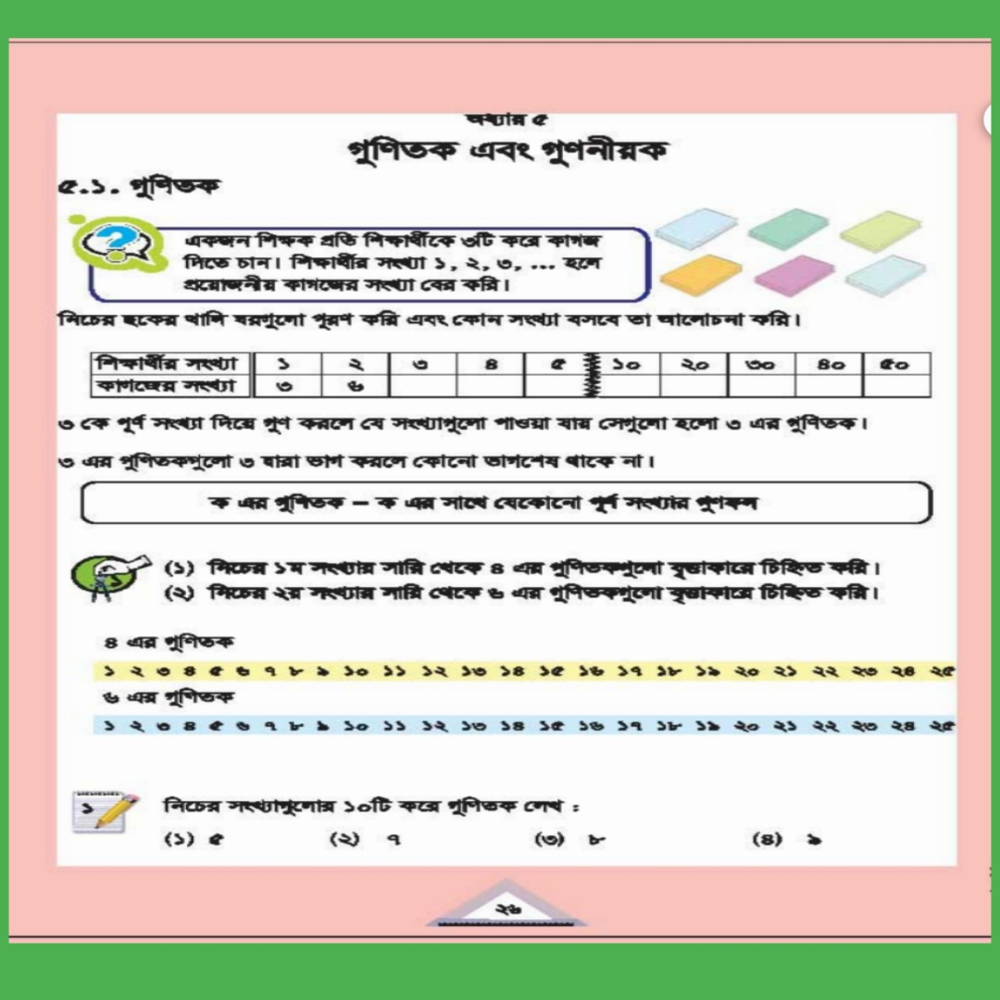 অধ্যায় ৫
গুণিতক এবং গুণনীয়ক
৫.১. গুণিতক
একজন শিক্ষক প্রতি শিক্ষার্থীকে ৩টি করে কাগজ
দিতে চান। শিক্ষার্থীর সংখ্যা ১, ২, ৩, ... হলে
প্রয়োজনীয় কাগজের সংখ্যা বের করি।
নিচের ছকের খালি ঘরগুলো পূরণ করি এবং কোন সংখ্যা বসবে তা আলোচনা করি।
শিক্ষার্থীর সংখ্যা ১ ২ ৩ ৪ ৫ ১০ ২০ ৩০ ৪০ ৫০
কাগজের সংখ্যা ৩ ৬
৩ কে পূর্ণ সংখ্যা দিয়ে গুণ করলে যে সংখ্যাগুলো পাওয়া যায় সেগুলো হলো ৩ এর গুণিতক।
৩ এর গুণিতকগুলো ৩ দ্বারা ভাগ করলে কোনো ভাগশেষ থাকে না।
ক এর গুণিতক – ক এর সাথে যেকোনো পূর্ণ সংখ্যার গুণফল
১
(১) নিচের ১ম সংখ্যার সারি থেকে ৪ এর গুণিতকগুলো বৃত্তাকারে চিহ্নিত করি।
(২) নিচের ২য় সংখ্যার সারি থেকে ৬ এর গুণিতকগুলো বৃত্তাকারে চিহ্নিত করি।
৪ এর গুণিতক
১ ২ ৩ ৪ ৫ ৬ ৭ ৮ ৯ ১০ ১১ ১২ ১৩ ১৪ ১৫ ১৬ ১৭ ১৮ ১৯ ২০ ২১ ২২ ২৩ ২৪ ২৫
৬ এর গুণিতক
১ ২ ৩ ৪ ৫ ৬ ৭ ৮ ৯ ১০ ১১ ১২ ১৩ ১৪ ১৫ ১৬ ১৭ ১৮ ১৯ ২০ ২১ ২২ ২৩ ২৪ ২৫
১
নিচের সংখ্যাগুলোর ১০টি করে গুণিতক লেখ :
(১) ৫ (২) ৭ (৩) ৮ (৪) ৯
২৬